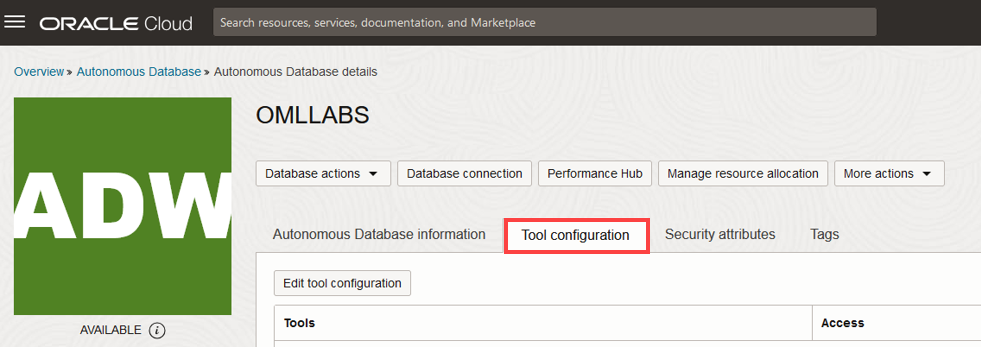 ORACLE Cloud
Search resources, services, documentation, and Marketplace
Overview » Autonomous Database » Autonomous Database details
ADW
AVAILABLE
OMLLABS
Database actions
Database connection
Performance Hub
Manage resource allocation
More actions
Autonomous Database information
Tool configuration
Security attributes
Tags
Edit tool configuration
Tools
Access